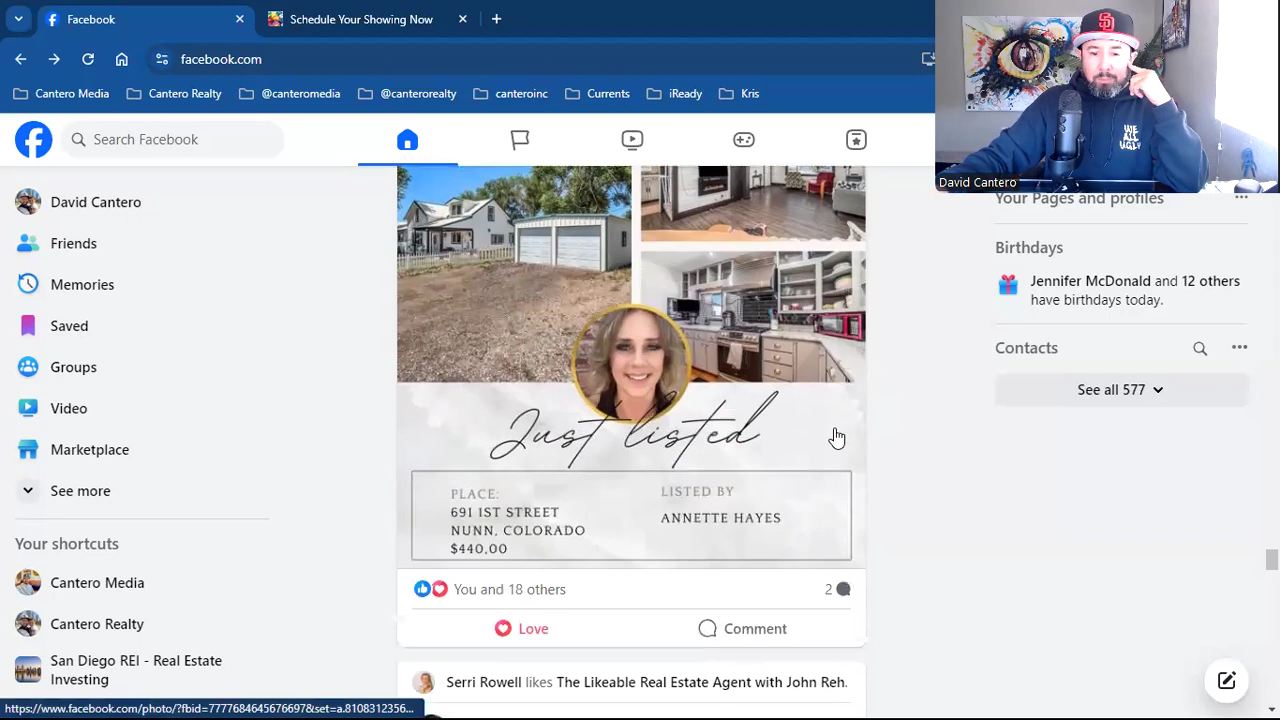 Facebook
Schedule Your Showing Now
facebook.com
Cantero Media
Cantero Realty
@canteromedia
@canterorealty
canteroinc
Currents
iReady
Kris
Search Facebook
WE
ALL
UGLY
David Cantero
David Cantero
Friends
Memories
Saved
Groups
Video
Marketplace
See more
Your shortcuts
Cantero Media
Cantero Realty
San Diego REI - Real Estate
Investing
https://www.facebook.com/photo/?fbid=7777684645676697&set=a.8108312356...
Just listed
PLACE:
691 1ST STREET
NUNN, COLORADO
$440,00
LISTED BY
ANNETTE HAYES
You and 18 others
2
Love
Comment
Serri Rowell likes The Likeable Real Estate Agent with John Reh.
Your Pages and profiles
Birthdays
Jennifer McDonald and 12 others
have birthdays today.
Contacts
See all 577